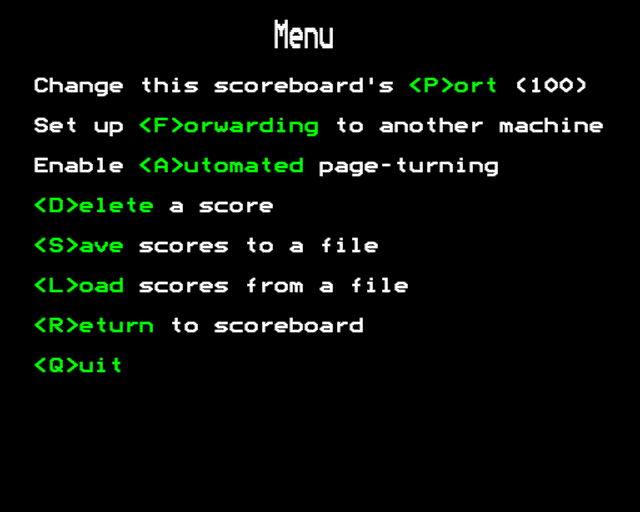 Menu
Change this scoreboard's <P>ort (100)
Set up <F>orwarding to another machine
Enable <A>utomated page-turning
<D>elete a score
<S>ave scores to a file
<L>oad scores from a file
<R>eturn to scoreboard
<Q>uit